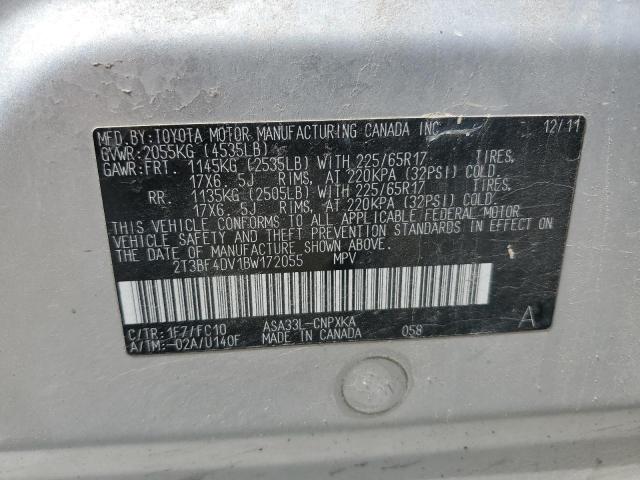 MFD.BY:TOYOTA MOTOR MANUFACTURING CANADA INC. 12/11
GVWR:2055KG (4535LB)
GAWR:FRT. 1145KG (2535LB) WITH 225/65R17 TIRES,
17X6.5J RIMS, AT 220KPA (32PSI) COLD.
RR. 1135KG (2505LB) WITH 225/65R17 TIRES,
17X6.5J RIMS, AT 220KPA (32PSI) COLD.
THIS VEHICLE CONFORMS TO ALL APPLICABLE FEDERAL MOTOR
VEHICLE SAFETY AND THEFT PREVENTION STANDARDS IN EFFECT ON
THE DATE OF MANUFACTURE SHOWN ABOVE.
2T3BF4DV1BW172055 MPV
C/TR: 1F7/FC10 ASA33L-CNPXKA 058 A
A/TM:-02A/U140F MADE IN CANADA